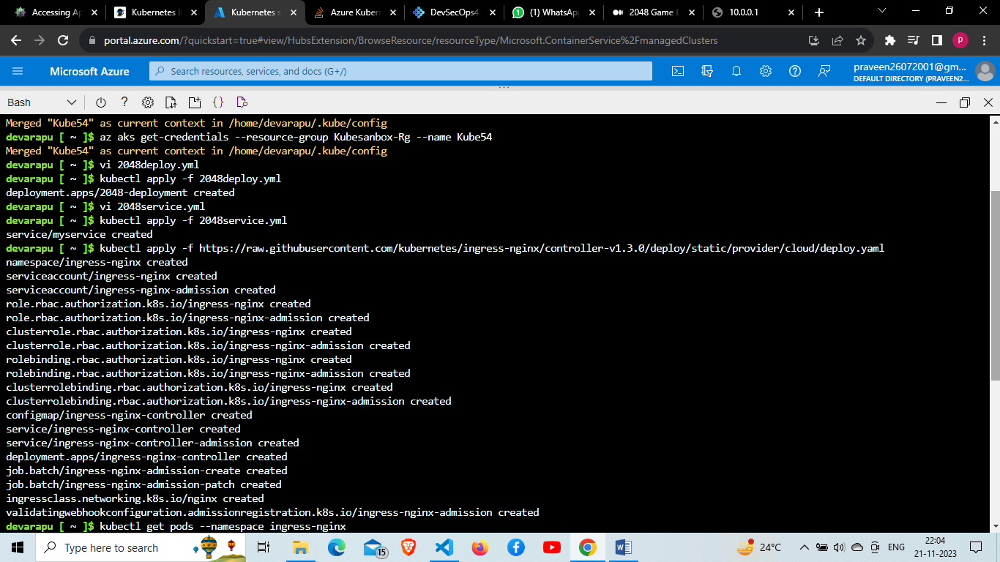 Accessing Ap
Kubernetes I
Kubernetes s
Azure Kubern
DevSecOps4
(1) WhatsApp
2048 Game D
10.0.0.1
portal.azure.com/?quickstart=true#view/HubsExtension/BrowseResource/resourceType/Microsoft.ContainerService%2FmanagedClusters
P
Microsoft Azure
Search resources, services, and docs (G+/)
praveen26072001@gm...
DEFAULT DIRECTORY (PRAVEEN2...
Bash
Merged "Kube54" as current context in /home/devarapu/.kube/config
devarapu [ ~ ]$ az aks get-credentials --resource-group Kubesanbox-Rg --name Kube54
Merged "Kube54" as current context in /home/devarapu/.kube/config
devarapu [ ~ ]$ vi 2048deploy.yml
devarapu [ ~ ]$ kubectl apply -f 2048deploy.yml
deployment.apps/2048-deployment created
devarapu [ ~ ]$ vi 2048service.yml
devarapu [ ~ ]$ kubectl apply -f 2048service.yml
service/myservice created
devarapu [ ~ ]$ kubectl apply -f https://raw.githubusercontent.com/kubernetes/ingress-nginx/controller-v1.3.0/deploy/static/provider/cloud/deploy.yaml
namespace/ingress-nginx created
serviceaccount/ingress-nginx created
serviceaccount/ingress-nginx-admission created
role.rbac.authorization.k8s.io/ingress-nginx created
role.rbac.authorization.k8s.io/ingress-nginx-admission created
clusterrole.rbac.authorization.k8s.io/ingress-nginx created
clusterrole.rbac.authorization.k8s.io/ingress-nginx-admission created
rolebinding.rbac.authorization.k8s.io/ingress-nginx created
rolebinding.rbac.authorization.k8s.io/ingress-nginx-admission created
clusterrolebinding.rbac.authorization.k8s.io/ingress-nginx created
clusterrolebinding.rbac.authorization.k8s.io/ingress-nginx-admission created
configmap/ingress-nginx-controller created
service/ingress-nginx-controller created
service/ingress-nginx-controller-admission created
deployment.apps/ingress-nginx-controller created
job.batch/ingress-nginx-admission-create created
job.batch/ingress-nginx-admission-patch created
ingressclass.networking.k8s.io/nginx created
validatingwebhookconfiguration.admissionregistration.k8s.io/ingress-nginx-admission created
devarapu [ ~ ]$ kubectl get pods --namespace ingress-nginx
Type here to search
15
24°C
ENG
22:04
21-11-2023